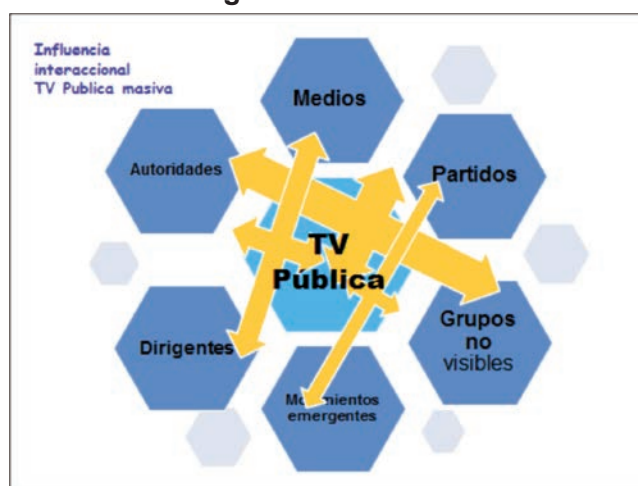 Influencia
interaccional
TV Publica masiva
Medios
Autoridades
Partidos
TV
Pública
Grupos
no
visibles
Dirigentes
emergentes